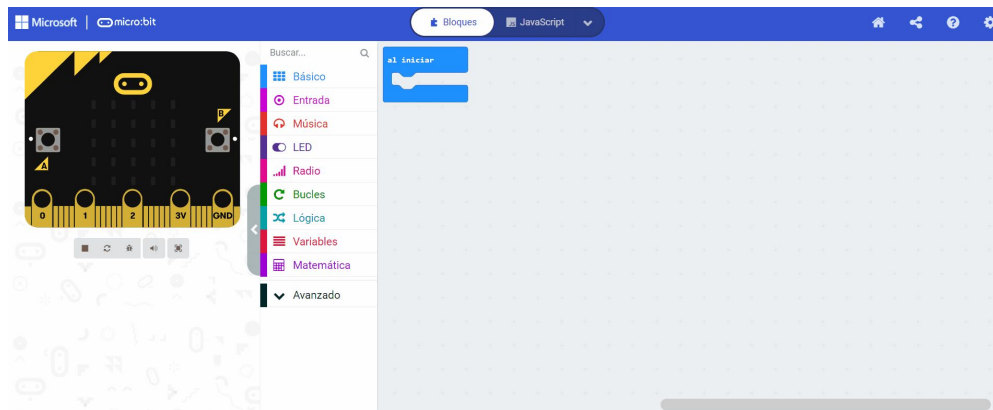 Microsoft | micro:bit
Bloques
JavaScript
Buscar...
al iniciar
Básico
Entrada
Música
LED
Radio
Bucles
Lógica
Variables
Matemática
Avanzado
B
A
0 1 2 3V GND